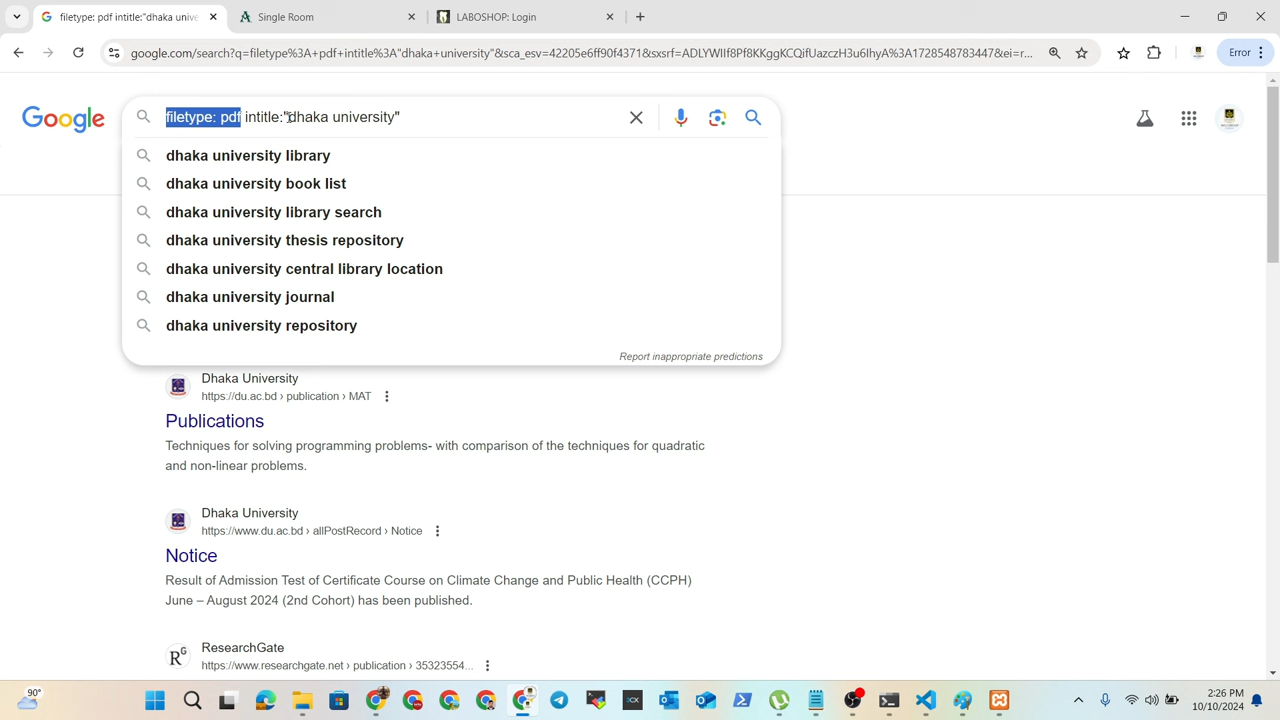 filetype: pdf intitle:"dhaka unive
Single Room
LABOSHOP: Login
google.com/search?q=filetype%3A+pdf+intitle%3A"dhaka+university"&sca_esv=42205e6ff90f4371&sxsrf=ADLYWIIf8Pf8KKggKCQjfUazczH3u6IhyA%3A1728548783447&ei=r...
Error
Google
filetype: pdf intitle:"dhaka university"
dhaka university library
dhaka university book list
dhaka university library search
dhaka university thesis repository
dhaka university central library location
dhaka university journal
dhaka university repository
Report inappropriate predictions
Dhaka University
https://du.ac.bd › publication › MAT
Publications
Techniques for solving programming problems- with comparison of the techniques for quadratic
and non-linear problems.
Dhaka University
https://www.du.ac.bd › allPostRecord › Notice
Notice
Result of Admission Test of Certificate Course on Climate Change and Public Health (CCPH)
June – August 2024 (2nd Cohort) has been published.
ResearchGate
https://www.researchgate.net › publication › 35323554...
90°
2:26 PM
10/10/2024